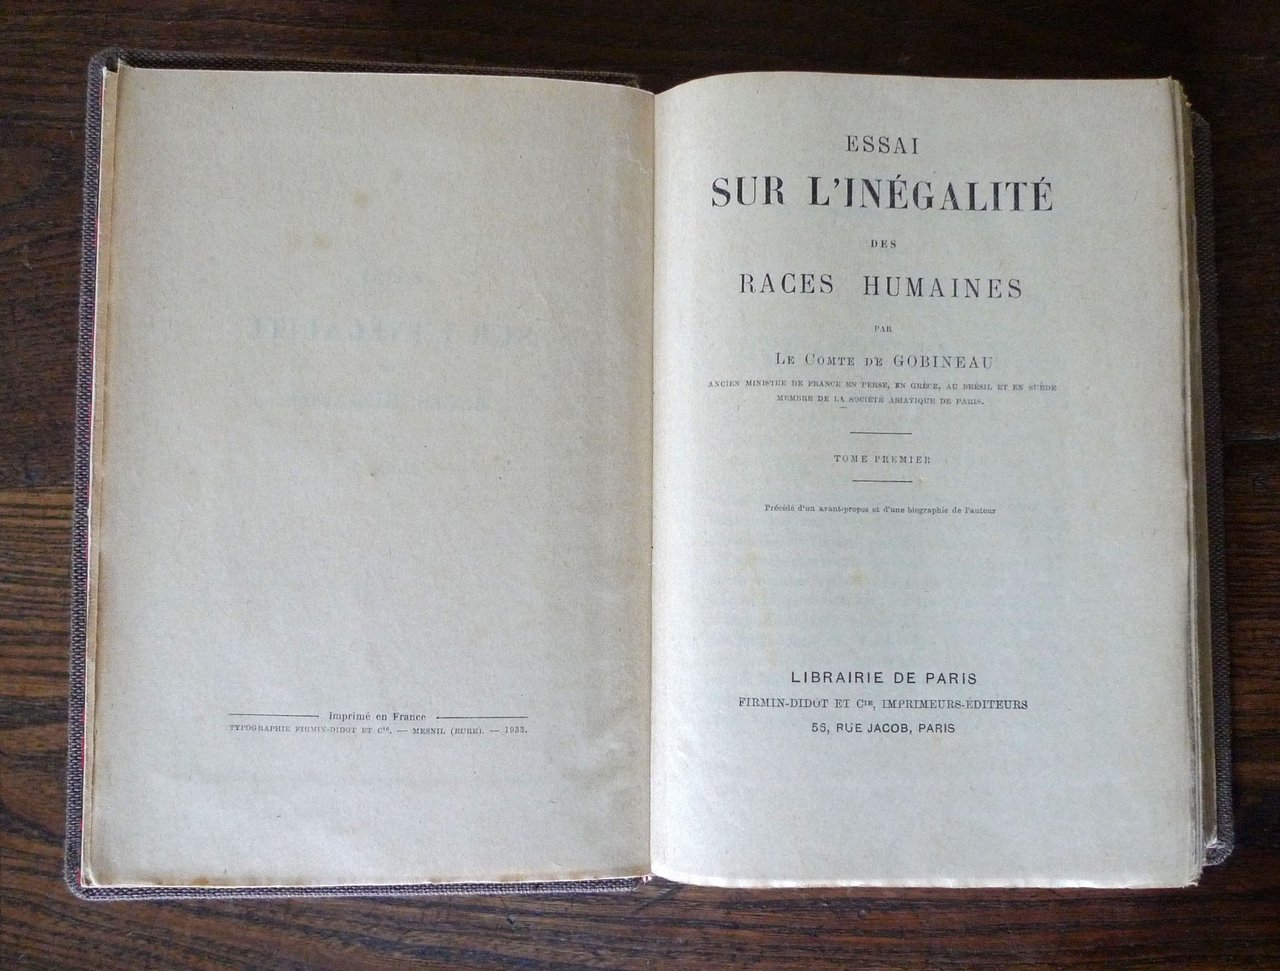 Imprimé en France
TYPOGRAPHIE FIRMIN-DIDOT ET Cie. — MESNIL (EURE). — 1933.
ESSAI
SUR L'INÉGALITÉ
DES
RACES HUMAINES
PAR
LE COMTE DE GOBINEAU
ANCIEN MINISTRE DE FRANCE EN PERSE, EN GRÈCE, AU BRÉSIL ET EN SUÈDE
MEMBRE DE LA SOCIÉTÉ ASIATIQUE DE PARIS.
TOME PREMIER
Précédé d'un avant-propos et d'une biographie de l'auteur
LIBRAIRIE DE PARIS
FIRMIN-DIDOT ET Cie, IMPRIMEURS-ÉDITEURS
56, RUE JACOB, PARIS